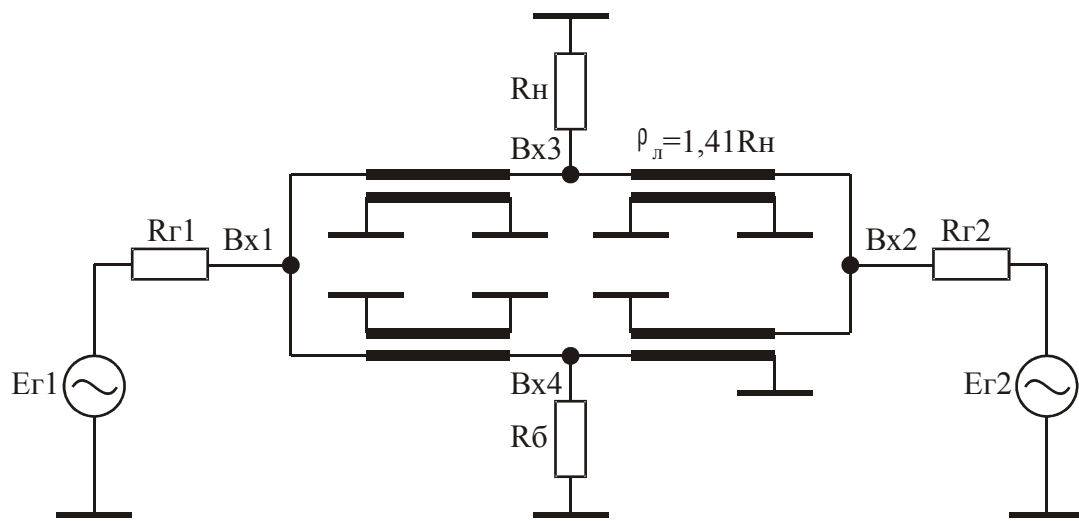 Rн
Вх3
ρл=1,41Rн
Rг1
Вх1
Вх2
Rг2
Ег1
Вх4
Ег2
Rб